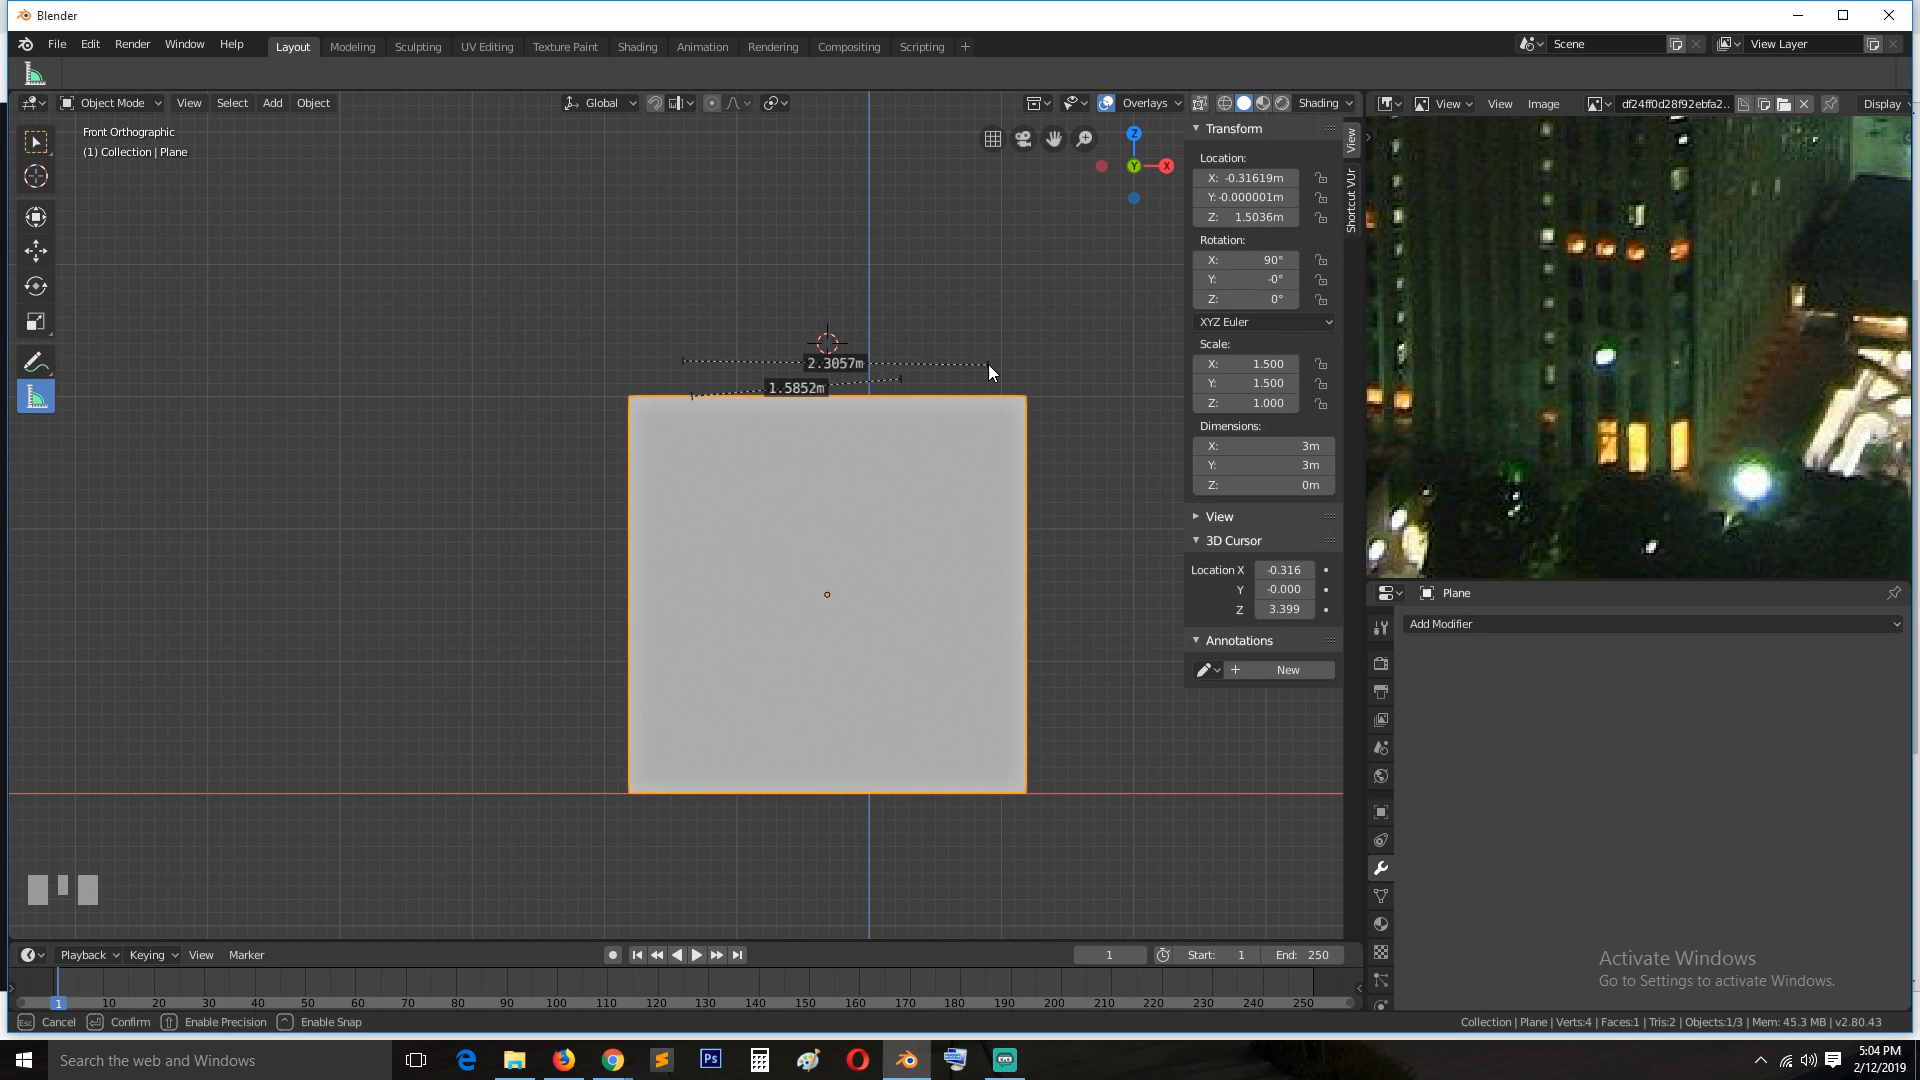 Blender
File Edit Render Window Help Layout Modeling Sculpting UV Editing Texture Paint Shading Animation Rendering Compositing Scripting + Scene View Layer
Object Mode View Select Add Object Global Overlays Shading View View Image df24ff0d28f92ebfa2.. Display
Front Orthographic
(1) Collection | Plane
Z
Y
X
Transform
Location:
X: -0.31619m
Y: -0.000001m
Z: 1.5036m
Rotation:
X: 90°
Y: -0°
Z: 0°
XYZ Euler
Scale:
X: 1.500
Y: 1.500
Z: 1.000
Dimensions:
X: 3m
Y: 3m
Z: 0m
View
3D Cursor
Location X -0.316
Y -0.000
Z 3.399
Annotations
+ New
View
Shortcut VUr
2.3057m
1.5852m
Plane
Add Modifier
Activate Windows
Go to Settings to activate Windows.
Playback Keying View Marker 1 Start: 1 End: 250
1 10 20 30 40 50 60 70 80 90 100 110 120 130 140 150 160 170 180 190 200 210 220 230 240 250
Esc Cancel Confirm Enable Precision Enable Snap Collection | Plane | Verts:4 | Faces:1 | Tris:2 | Objects:1/3 | Mem: 45.3 MB | v2.80.43
Search the web and Windows
Ps
5:04 PM
2/12/2019